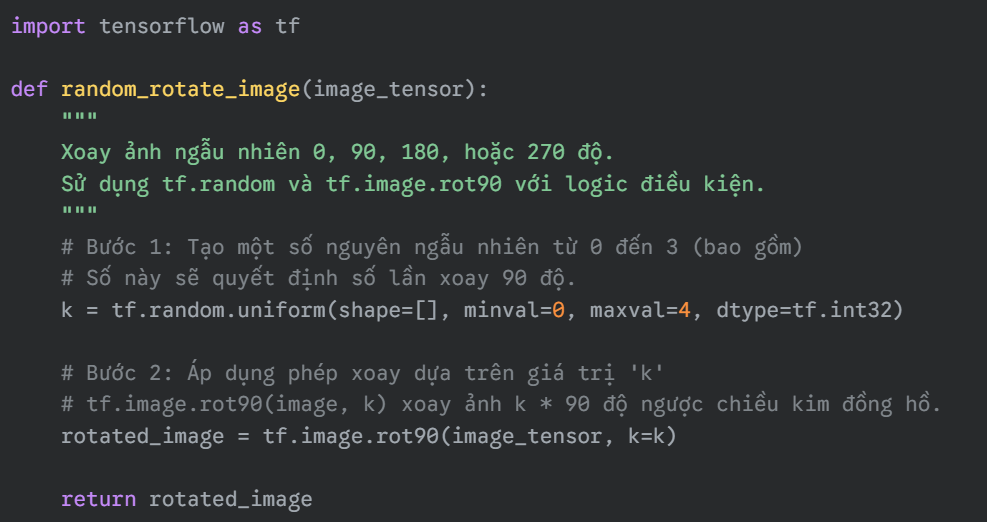 import tensorflow as tf
def random_rotate_image(image_tensor):
    """
    Xoay ảnh ngẫu nhiên 0, 90, 180, hoặc 270 độ.
    Sử dụng tf.random và tf.image.rot90 với logic điều kiện.
    """
    # Bước 1: Tạo một số nguyên ngẫu nhiên từ 0 đến 3 (bao gồm)
    # Số này sẽ quyết định số lần xoay 90 độ.
    k = tf.random.uniform(shape=[], minval=0, maxval=4, dtype=tf.int32)
    # Bước 2: Áp dụng phép xoay dựa trên giá trị 'k'
    # tf.image.rot90(image, k) xoay ảnh k * 90 độ ngược chiều kim đồng hồ.
    rotated_image = tf.image.rot90(image_tensor, k=k)
    return rotated_image